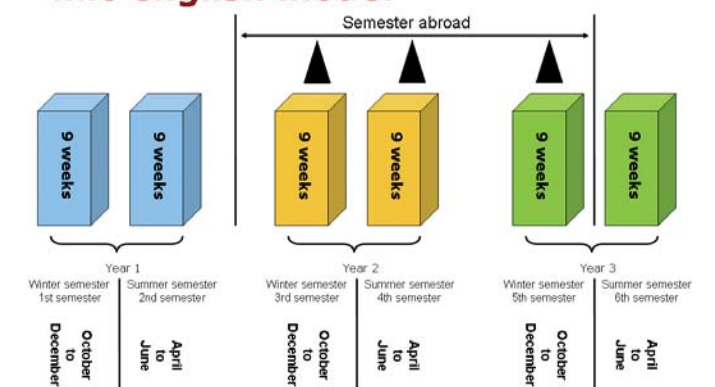 Semester abroad
9 weeks
9 weeks
9 weeks
9 weeks
9 weeks
9 weeks
Year 1
Winter semester
1st semester
Summer semester
2nd semester
Year 2
Winter semester
3rd semester
Summer semester
4th semester
Year 3
Winter semester
5th semester
Summer semester
6th semester
October
to
December
April
to
June
October
to
December
April
to
June
October
to
December
April
to
June